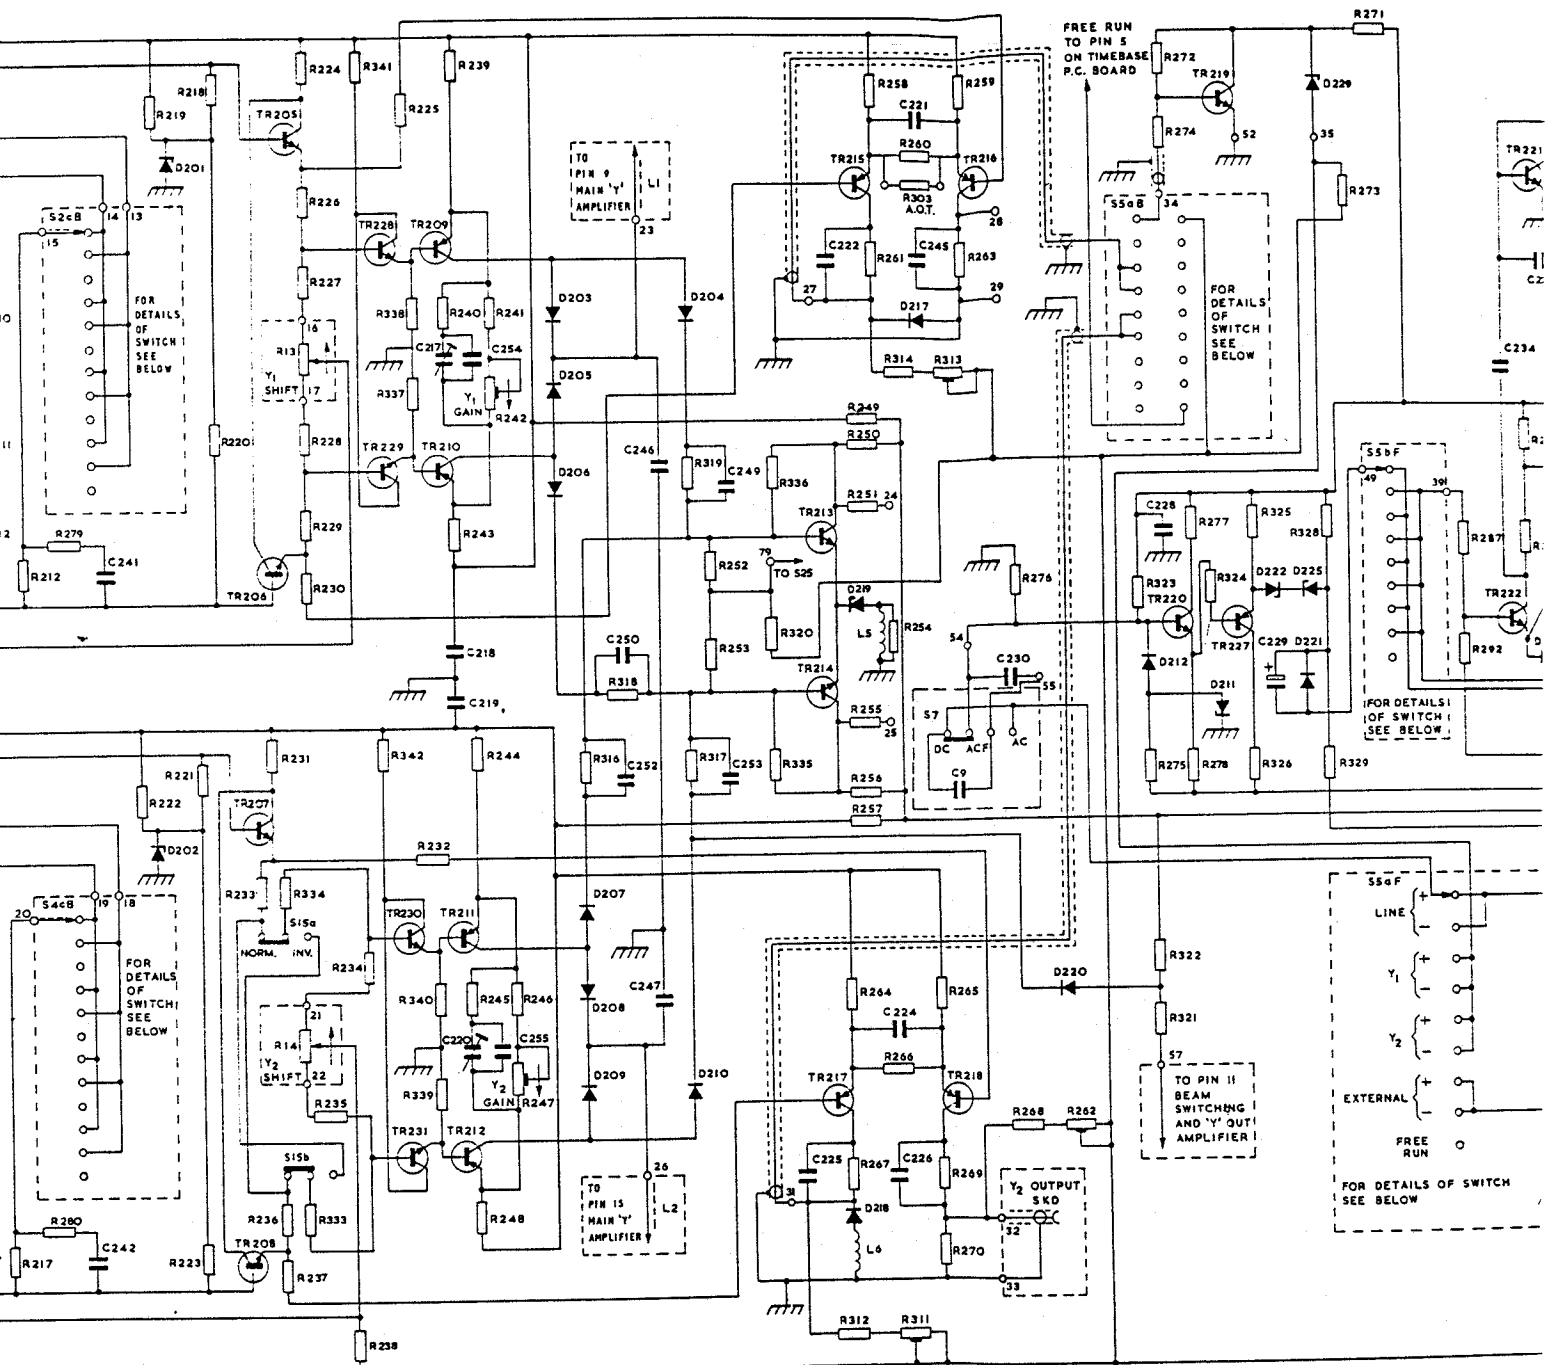 FREE RUN
TO PIN 5
ON TIMEBASE
P.C. BOARD
R271
R224
R341
R239
R258
R259
R272
TR219
D229
R218
R219
TR205
R225
C221
R274
52
35
R260
TR221
D201
TO
PIN 9
MAIN 'Y'
AMPLIFIER
L1
23
TR215
TR216
R303
A.O.T.
R273
S2cB
14
13
15
R226
TR228
TR209
28
S5aB
34
C222
R261
C245
R263
R227
FOR
DETAILS
OF
SWITCH
SEE
BELOW
D203
D204
27
29
FOR
DETAILS
OF
SWITCH
SEE
BELOW
R338
R240
R241
D217
16
R13
Y1
SHIFT
17
C217
C254
R314
R313
C234
D205
R337
Y1
GAIN
R242
R220
R228
TR229
TR210
R249
R250
C246
D206
R319
C249
R336
R251
24
S5bF
49
39
R229
R243
TR213
C228
R277
R325
R328
R287
R279
C241
R212
79
TO S25
R252
R276
R323
R324
D222
D225
TR206
R230
D219
TR220
TR222
L5
R254
R320
54
TR227
C218
C250
R253
C229
D221
R292
R318
TR214
C230
55
D212
D211
C219
R255
25
S7
DC
ACF
AC
FOR DETAILS
OF SWITCH
SEE BELOW
R231
R342
R244
R221
R316
C252
R317
C253
R335
R256
C9
R275
R278
R326
R329
R222
TR207
R257
D202
R232
S5aF
+
LINE
−
R233
R334
D207
S4cB
19
18
20
TR230
TR211
S15a
NORM.
INV.
R322
+
Y1
−
FOR
DETAILS
OF
SWITCH
SEE
BELOW
R234
D220
R340
R245
R246
D208
C247
R264
R265
21
R321
C224
+
Y2
−
R14
Y2
SHIFT
22
C220
C255
R266
57
TO PIN 11
BEAM
SWITCHING
AND 'Y' OUT
AMPLIFIER
R339
Y2
GAIN
R247
D209
D210
TR217
TR218
R235
R268
R262
+
EXTERNAL
−
TR231
TR212
FREE
RUN
S15b
C225
R267
C226
R269
26
TO
PIN 15
MAIN 'Y'
AMPLIFIER
L2
31
Y2 OUTPUT
SKD
FOR DETAILS OF SWITCH
SEE BELOW
R236
R333
R248
D218
32
R280
C242
TR208
L6
R270
R217
R223
R237
33
R312
R311
R238